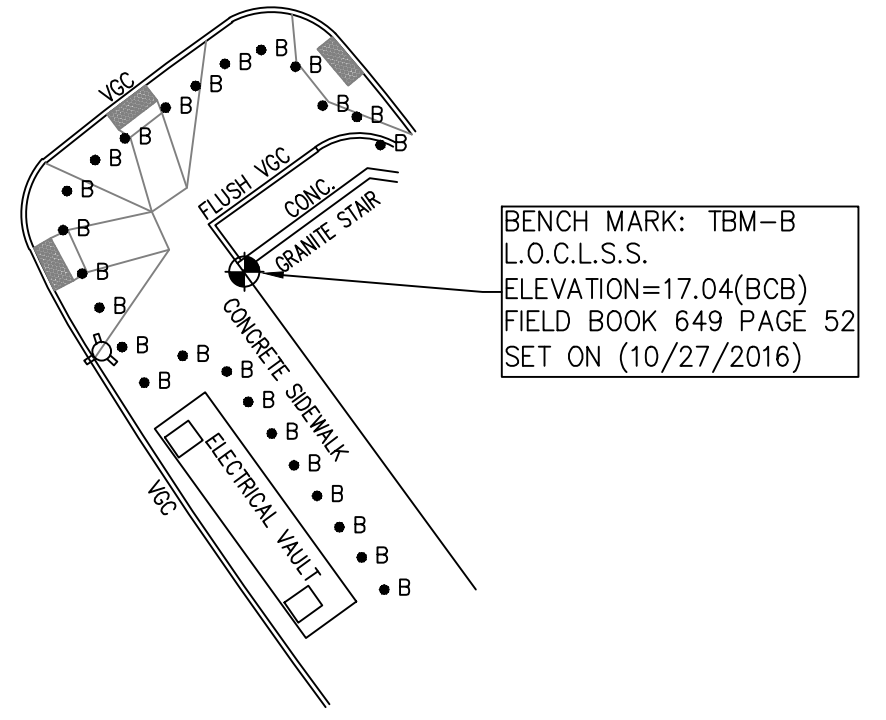 B
B
B
B
VGC
B
B
B
B
B
FLUSH VGC
B
B
CONC.
GRANITE STAIR
B
BENCH MARK: TBM-B
L.O.C.L.S.S.
ELEVATION=17.04(BCB)
FIELD BOOK 649 PAGE 52
SET ON (10/27/2016)
B
B
CONCRETE SIDEWALK
B
B
B
B
B
B
ELECTRICAL VAULT
B
B
VGC
B
B
B